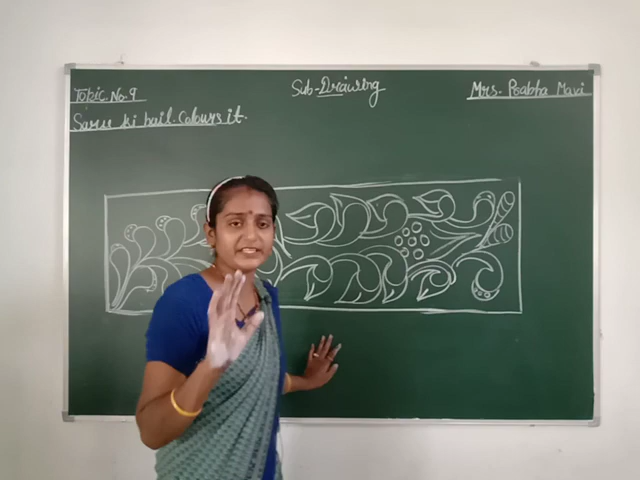 Topic. No. 9
Sub- Drawing
Mrs. Prabha Mavi
Saree ki bail. Colours it.